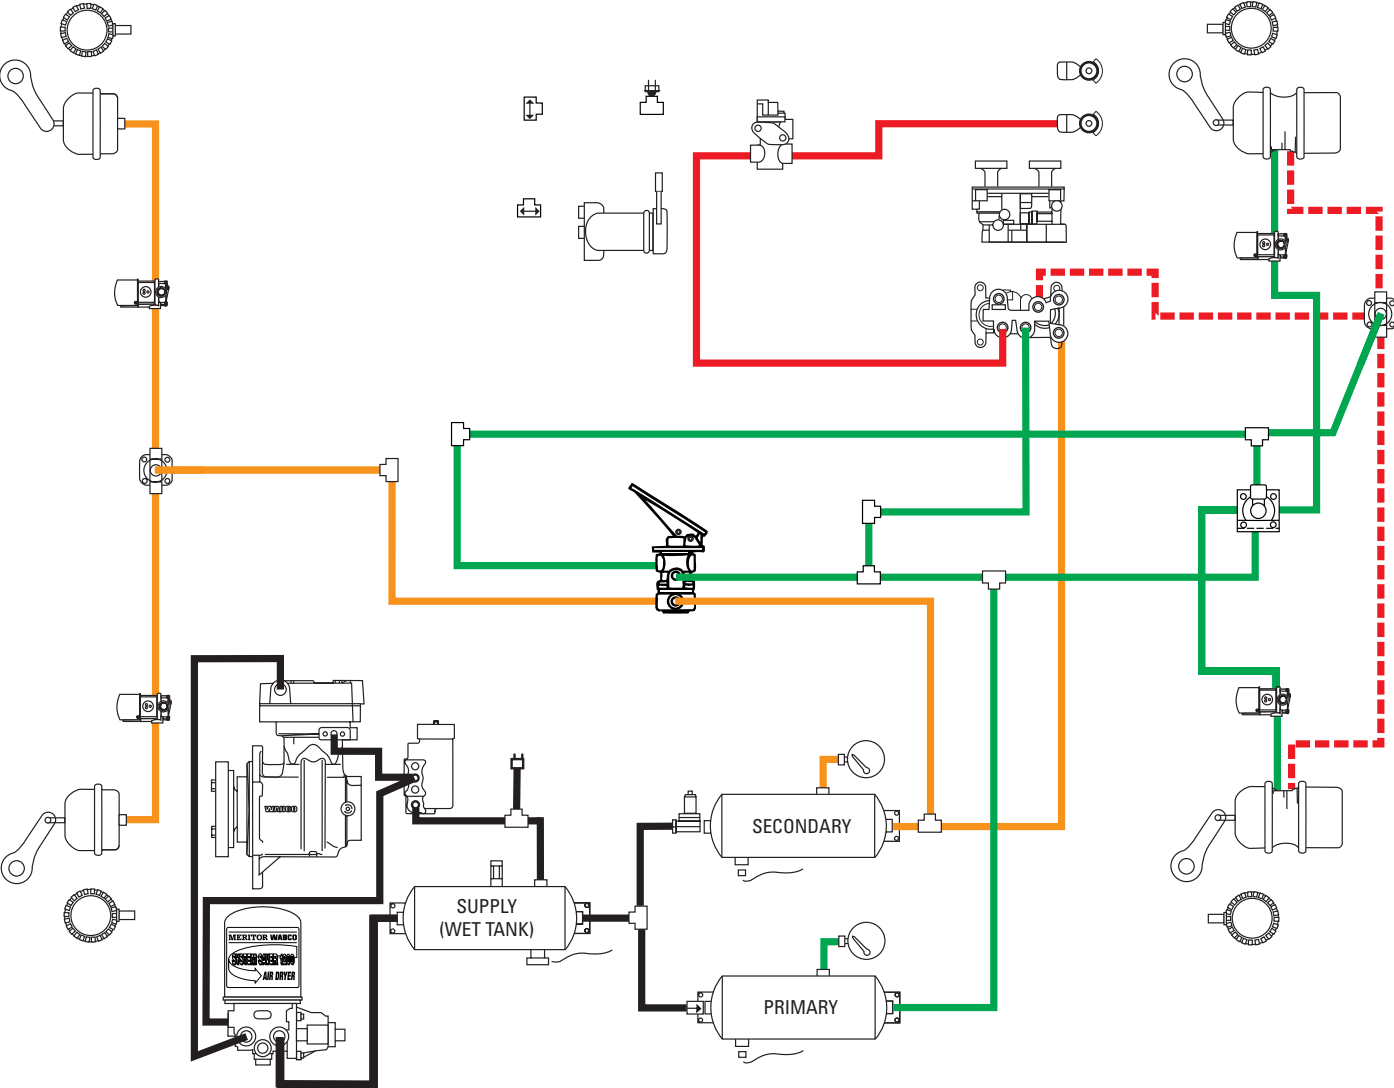 WABCO
SECONDARY
SUPPLY
(WET TANK)
MERITOR WABCO
AIR DRYER
PRIMARY